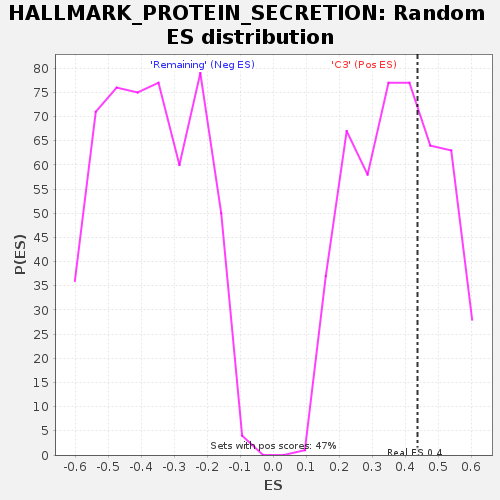 HALLMARK_PROTEIN_SECRETION: Random
ES distribution
'Remaining' (Neg ES)
'C3' (Pos ES)
80
75
70
65
60
55
50
45
40
35
30
25
20
15
10
5
0
P(ES)
Sets with pos scores: 47%
Real ES 0.4
-0.6 -0.5 -0.4 -0.3 -0.2 -0.1 0.0 0.1 0.2 0.3 0.4 0.5 0.6
ES